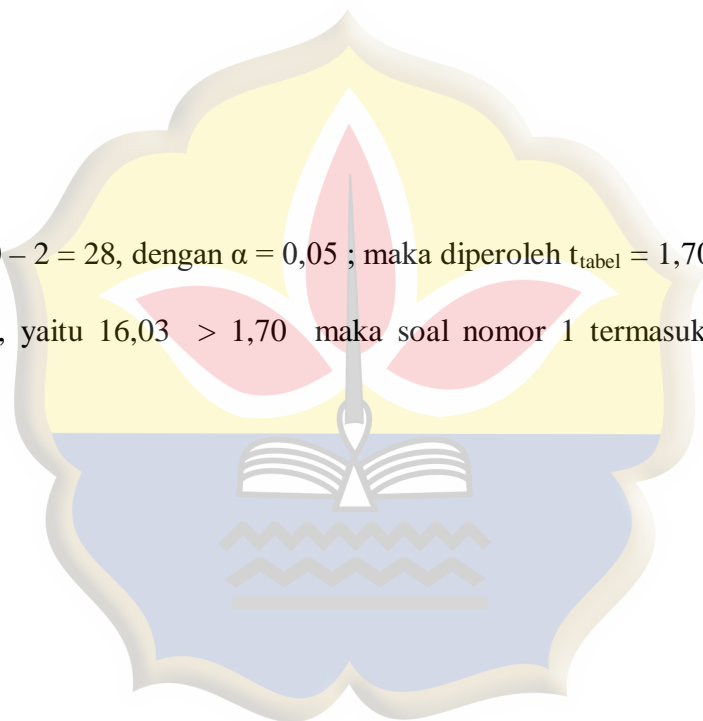 – 2 = 28, dengan α = 0,05 ; maka diperoleh t_tabel = 1,70
, yaitu 16,03 > 1,70 maka soal nomor 1 termasuk